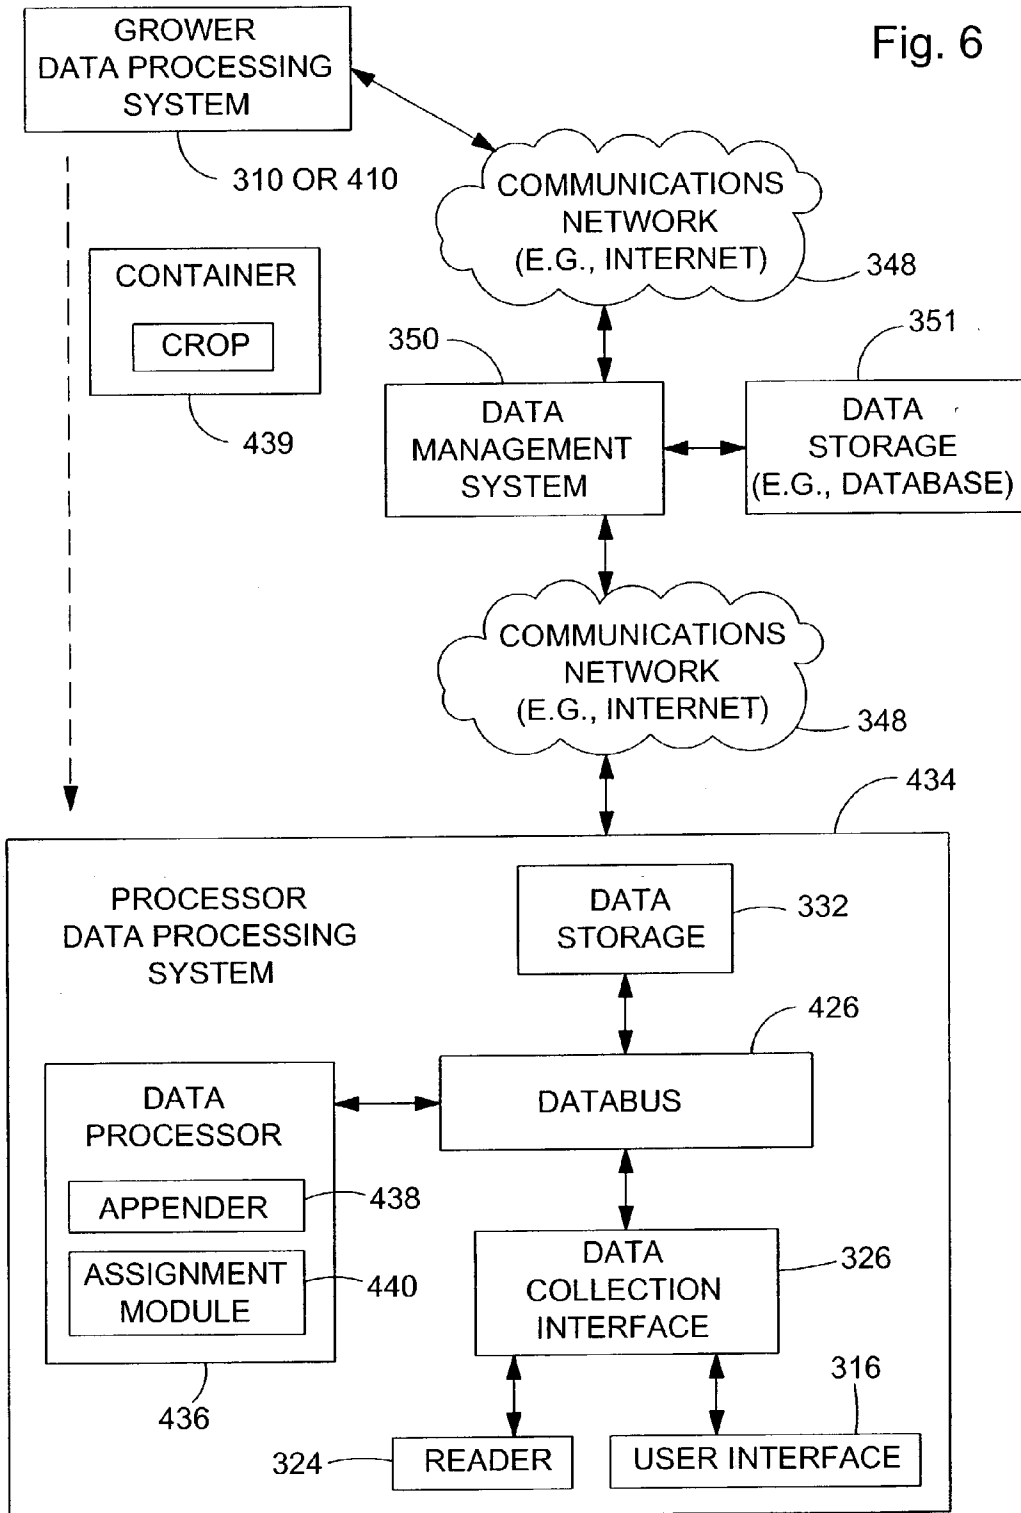 Fig. 6
GROWER
DATA PROCESSING
SYSTEM
310 OR 410
COMMUNICATIONS
NETWORK
(E.G., INTERNET)
348
CONTAINER
CROP
439
350
351
DATA
MANAGEMENT
SYSTEM
DATA
STORAGE
(E.G., DATABASE)
COMMUNICATIONS
NETWORK
(E.G., INTERNET)
348
434
PROCESSOR
DATA PROCESSING
SYSTEM
DATA
STORAGE
332
426
DATABUS
DATA
PROCESSOR
APPENDER
438
ASSIGNMENT
MODULE
440
436
DATA
COLLECTION
INTERFACE
326
316
324
READER
USER INTERFACE